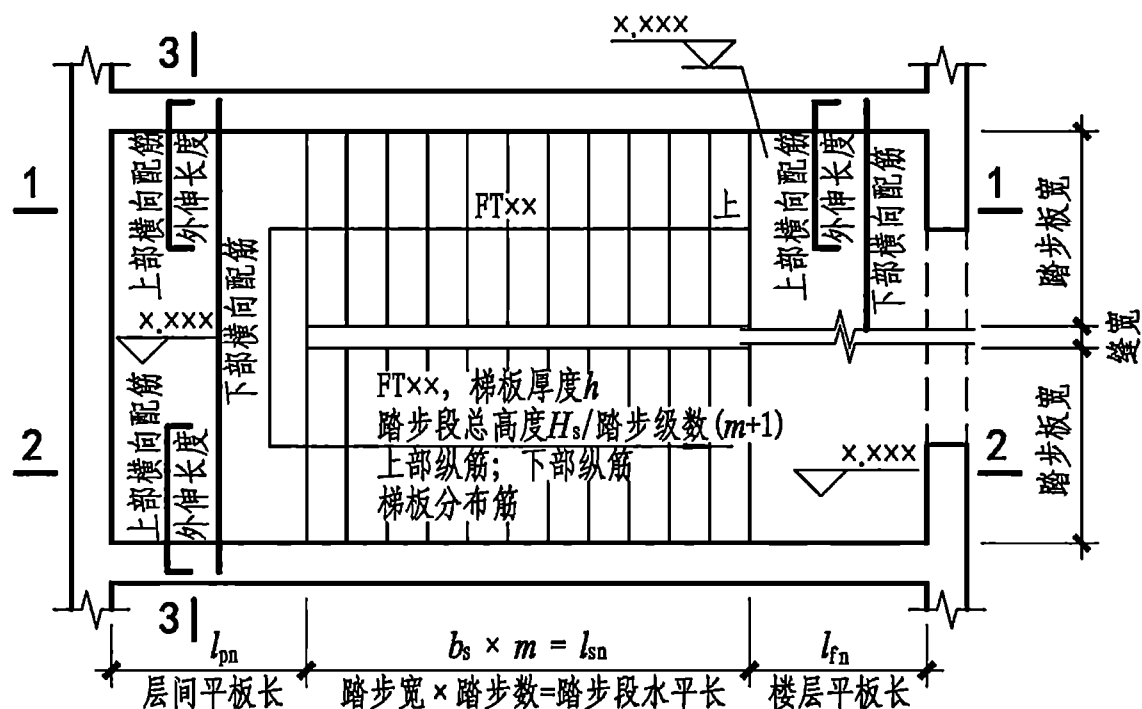 x.xxx
3
3
1
1
2
2
上部横向配筋
外伸长度
下部横向配筋
FT××
上
上部横向配筋
外伸长度
下部横向配筋
踏步板宽
缝宽
踏步板宽
x.xxx
上部横向配筋
外伸长度
FT××, 梯板厚度h
踏步段总高度Hs/踏步级数(m+1)
上部纵筋；下部纵筋
梯板分布筋
x.xxx
lpn
bs × m = lsn
lfn
层间平板长
踏步宽×踏步数=踏步段水平长
楼层平板长